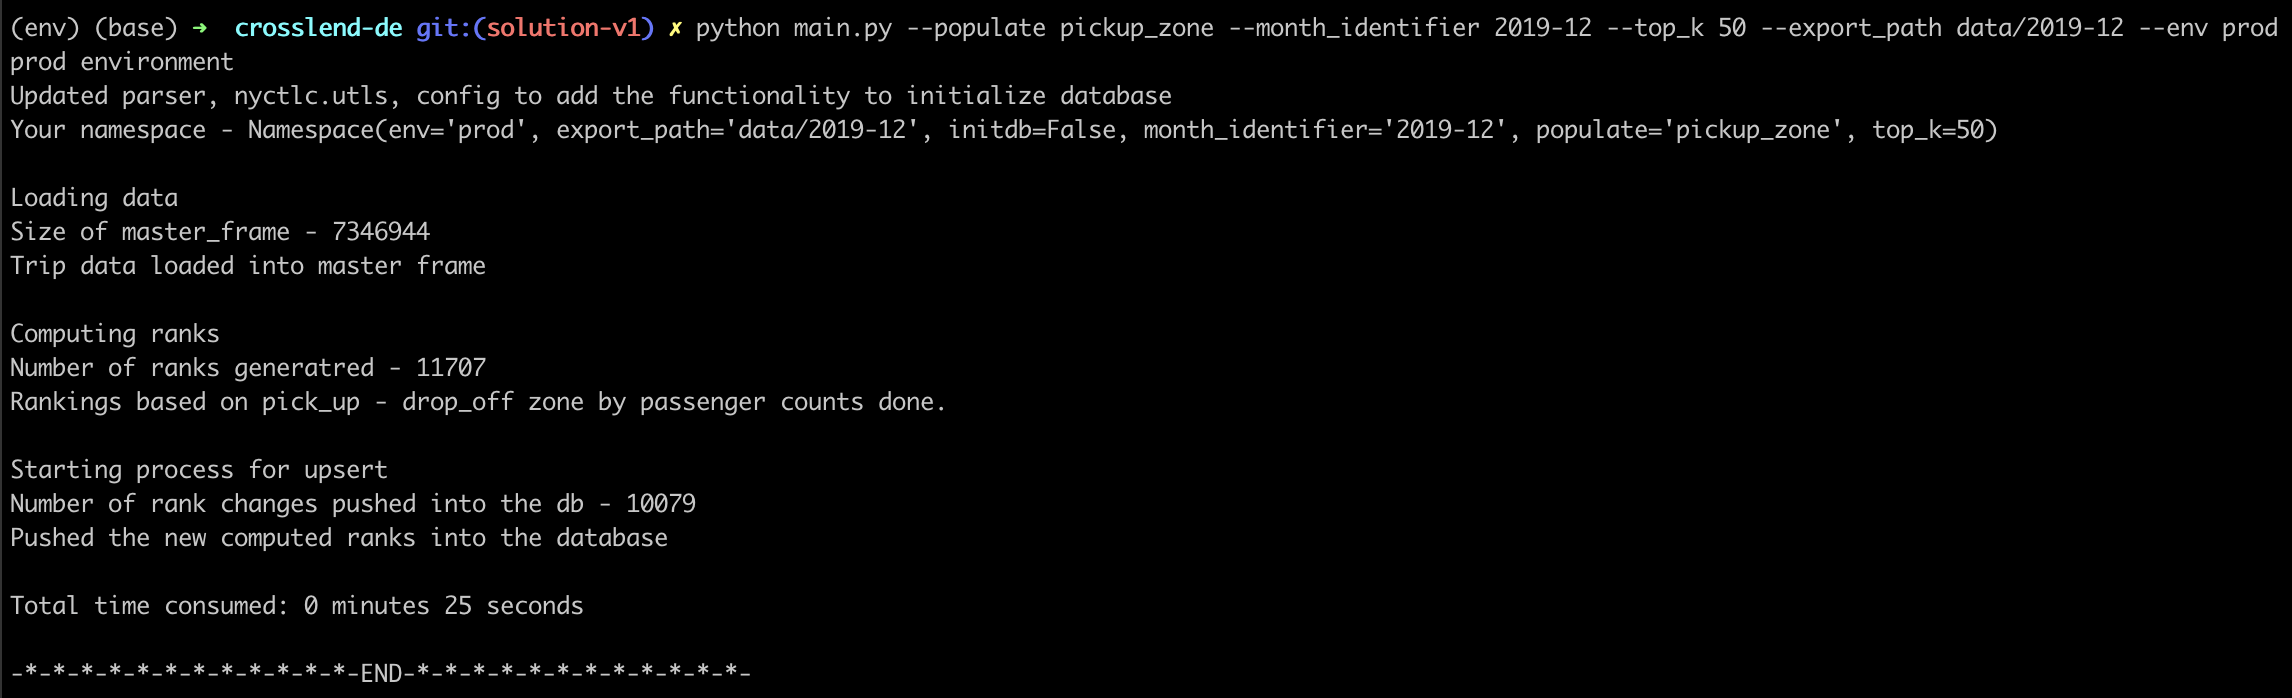 (env) (base) ➜  crosslend-de git:(solution-v1) ✗ python main.py --populate pickup_zone --month_identifier 2019-12 --top_k 50 --export_path data/2019-12 --env prod
prod environment
Updated parser, nyctlc.utls, config to add the functionality to initialize database
Your namespace - Namespace(env='prod', export_path='data/2019-12', initdb=False, month_identifier='2019-12', populate='pickup_zone', top_k=50)
Loading data
Size of master_frame - 7346944
Trip data loaded into master frame
Computing ranks
Number of ranks generatred - 11707
Rankings based on pick_up - drop_off zone by passenger counts done.
Starting process for upsert
Number of rank changes pushed into the db - 10079
Pushed the new computed ranks into the database
Total time consumed: 0 minutes 25 seconds
-*-*-*-*-*-*-*-*-*-*-*-*-END-*-*-*-*-*-*-*-*-*-*-*-*-